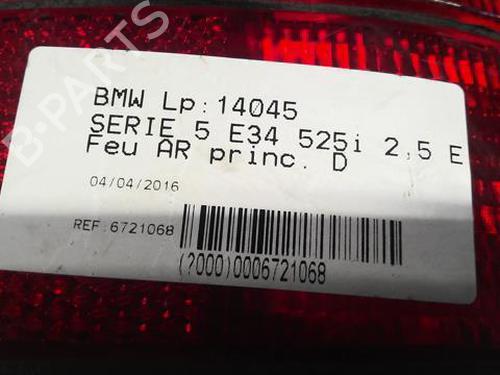 B-PARTS
BMW Lp:14045
SERIE 5 E34 525i 2,5 E
Feu AR princ. D
04/04/2016
REF:6721068
(?000)0006721068